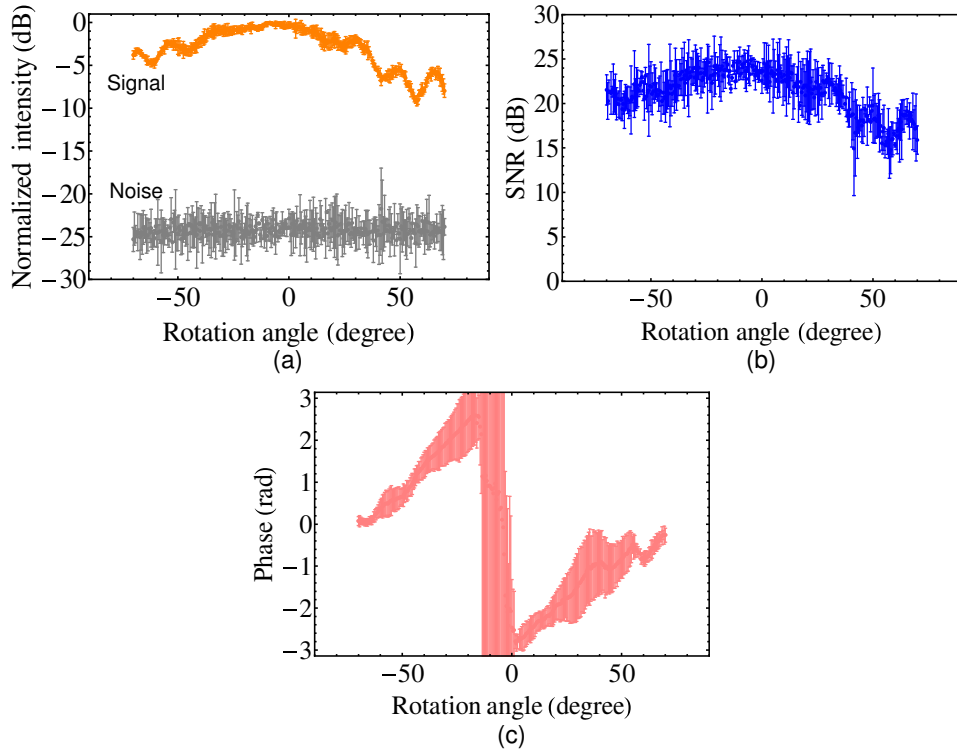 Normalized intensity (dB)
0
−5
−10
−15
−20
−25
−30
Signal
Noise
−50 0 50
Rotation angle (degree)
(a)
SNR (dB)
30
25
20
15
10
5
0
−50 0 50
Rotation angle (degree)
(b)
Phase (rad)
3
2
1
0
−1
−2
−3
−50 0 50
Rotation angle (degree)
(c)